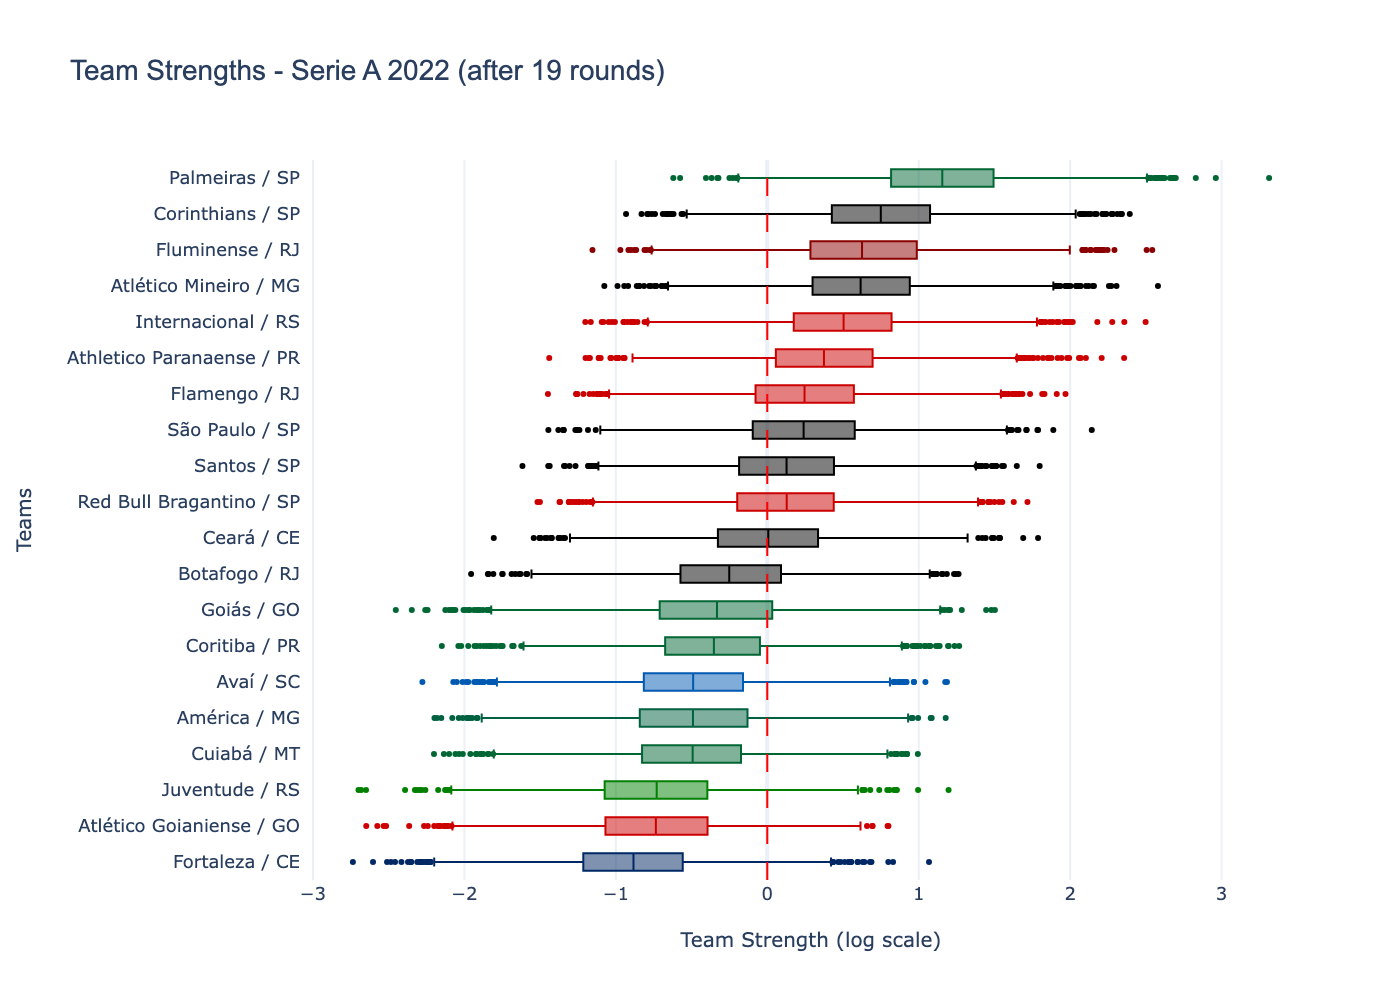 Team Strengths - Serie A 2022 (after 19 rounds)
Teams
Palmeiras / SP
Corinthians / SP
Fluminense / RJ
Atlético Mineiro / MG
Internacional / RS
Athletico Paranaense / PR
Flamengo / RJ
São Paulo / SP
Santos / SP
Red Bull Bragantino / SP
Ceará / CE
Botafogo / RJ
Goiás / GO
Coritiba / PR
Avaí / SC
América / MG
Cuiabá / MT
Juventude / RS
Atlético Goianiense / GO
Fortaleza / CE
−3 −2 −1 0 1 2 3
Team Strength (log scale)